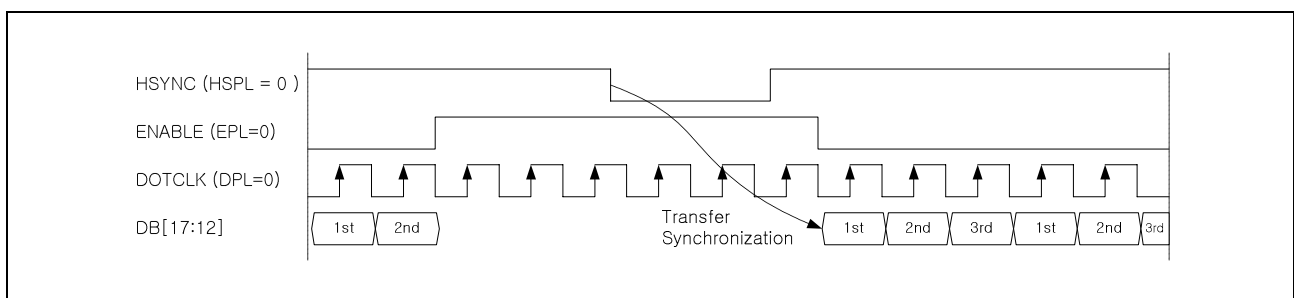 HSYNC (HSPL = 0 )
ENABLE (EPL=0)
DOTCLK (DPL=0)
DB[17:12]
1st 2nd
Transfer
Synchronization
1st 2nd 3rd 1st 2nd 3rd